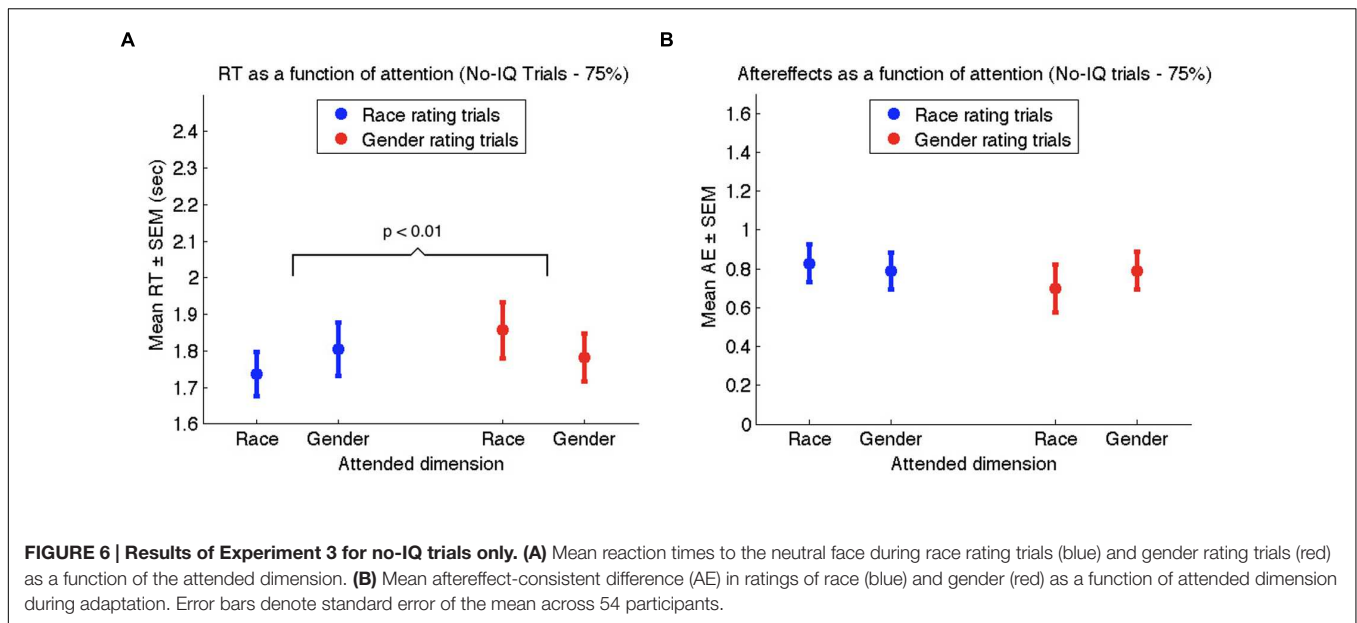 A
RT as a function of attention (No-IQ Trials - 75%)
Race rating trials
Gender rating trials
Mean RT ± SEM (sec)
2.4
2.3
2.2
2.1
2
1.9
1.8
1.7
1.6
p < 0.01
Race Gender Race Gender
Attended dimension
B
Aftereffects as a function of attention (No-IQ trials - 75%)
Race rating trials
Gender rating trials
Mean AE ± SEM
1.6
1.4
1.2
1
0.8
0.6
0.4
0.2
0
Race Gender Race Gender
Attended dimension
FIGURE 6 | Results of Experiment 3 for no-IQ trials only. (A) Mean reaction times to the neutral face during race rating trials (blue) and gender rating trials (red)
as a function of the attended dimension. (B) Mean aftereffect-consistent difference (AE) in ratings of race (blue) and gender (red) as a function of attended dimension
during adaptation. Error bars denote standard error of the mean across 54 participants.